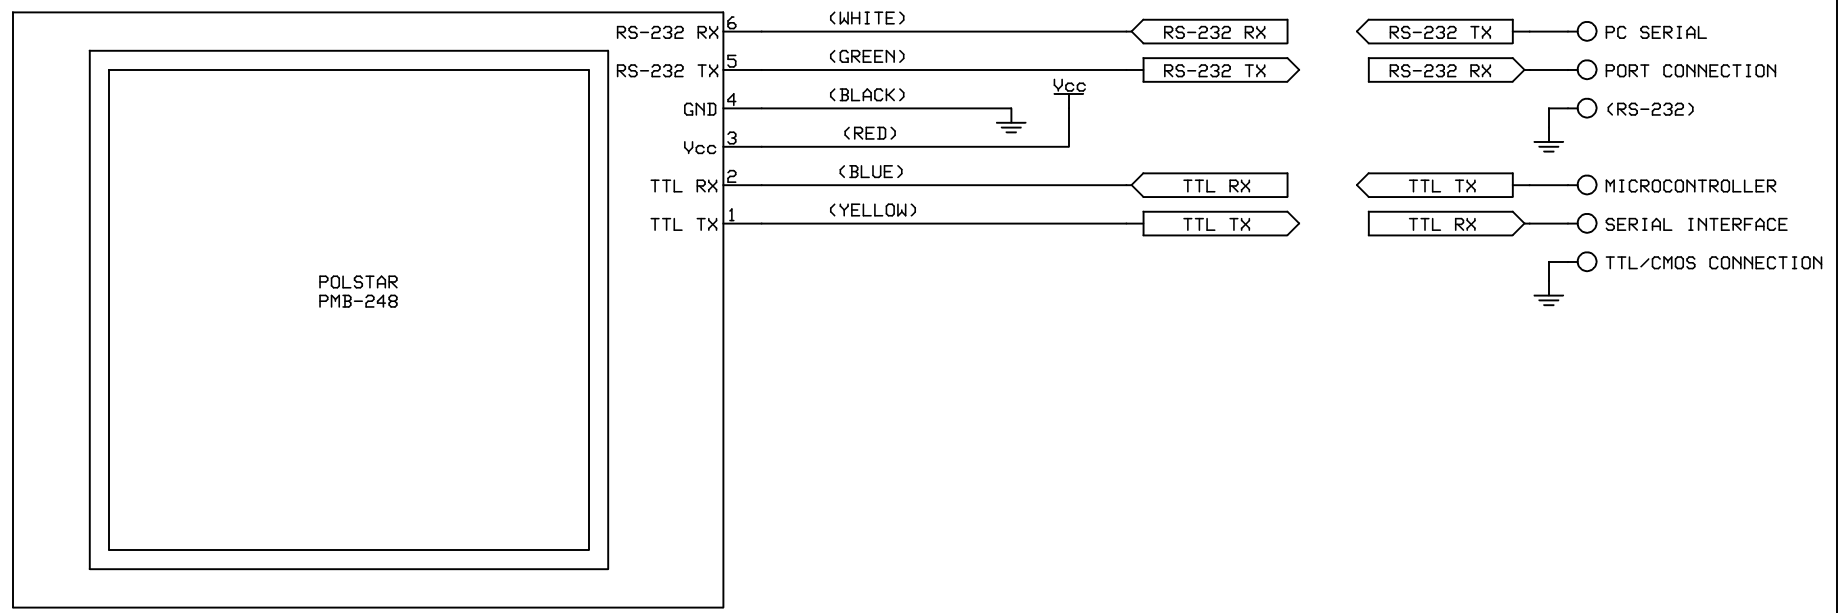 RS-232 RX 6 (WHITE) RS-232 RX RS-232 TX PC SERIAL
RS-232 TX 5 (GREEN) RS-232 TX RS-232 RX PORT CONNECTION
Vcc
GND 4 (BLACK) (RS-232)
Vcc 3 (RED)
TTL RX 2 (BLUE) TTL RX TTL TX MICROCONTROLLER
TTL TX 1 (YELLOW) TTL TX TTL RX SERIAL INTERFACE
TTL/CMOS CONNECTION
POLSTAR
PMB-248